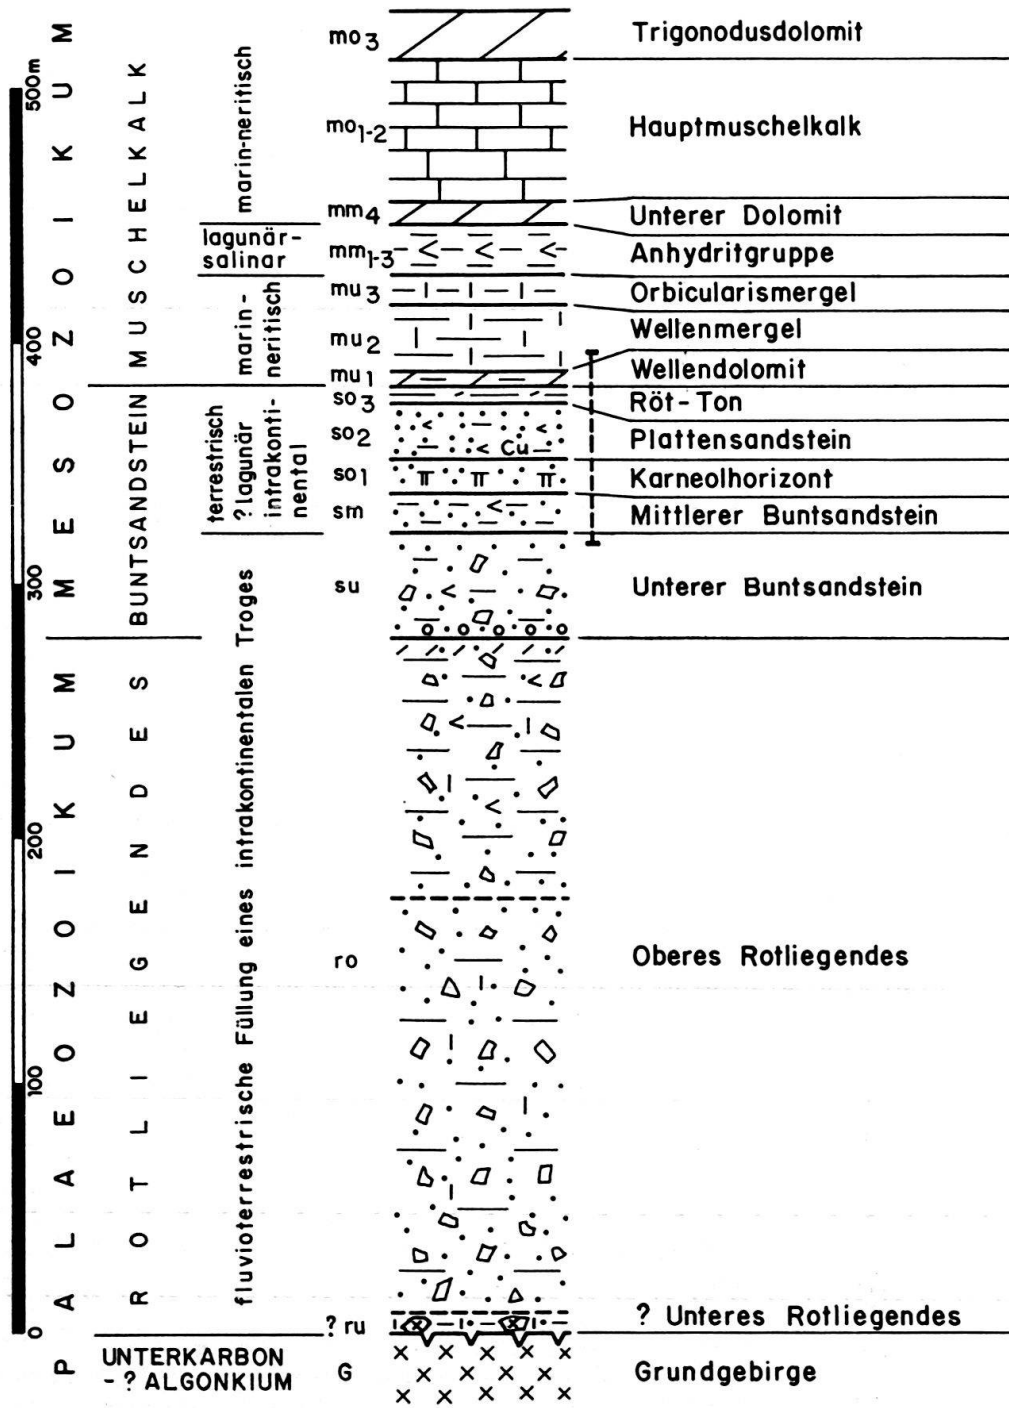 mo3 Trigonodusdolomit
500m
mo1-2 Hauptmuschelkalk
mm4 Unterer Dolomit
mm1-3 Anhydritgruppe
mu3 Orbicularismergel
mu2 Wellenmergel
400
mu1 Wellendolomit
so3 Röt-Ton
so2 Cu Plattensandstein
so1 Karneolhorizont
sm Mittlerer Buntsandstein
300
su Unterer Buntsandstein
200
ro Oberes Rotliegendes
100
0
? ru ? Unteres Rotliegendes
G Grundgebirge
MESOZOIKUM
PALAEOZOIKUM
MUSCHELKALK
BUNTSANDSTEIN
ROTLIEGENDES
UNTERKARBON
- ? ALGONKIUM
marin-neritisch
lagunär-
salinar
marin-
neritisch
terrestrisch
?lagunär
intrakonti-
nental
fluvioterrestrische Füllung eines intrakontinentalen Troges